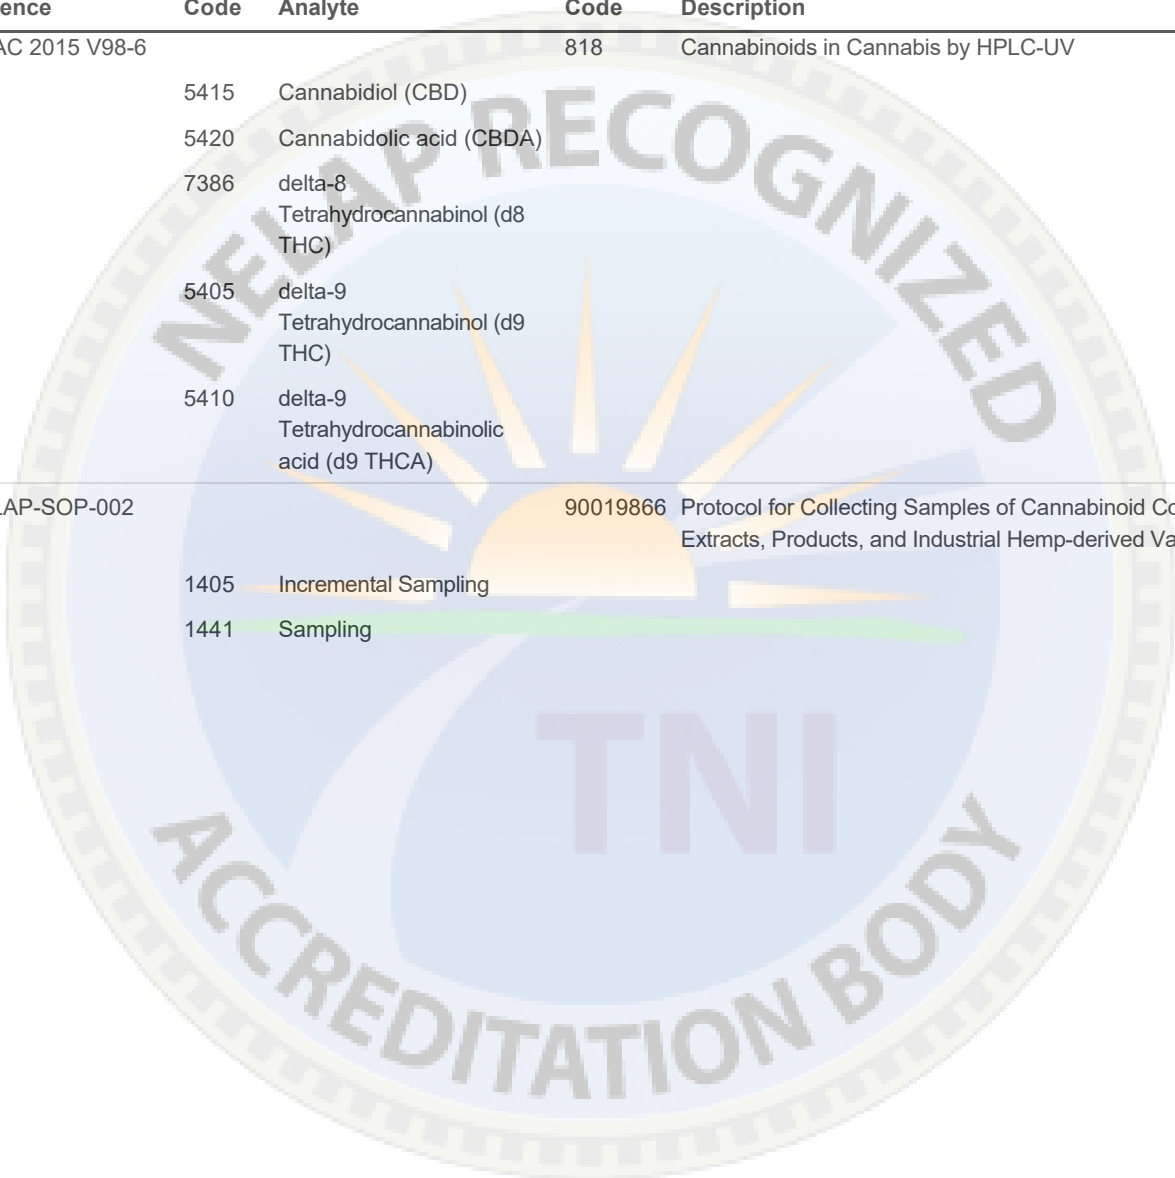 ence Code Analyte Code Description
AC 2015 V98-6 818 Cannabinoids in Cannabis by HPLC-UV
5415 Cannabidiol (CBD)
5420 Cannabidolic acid (CBDA)
7386 delta-8
Tetrahydrocannabinol (d8
THC)
5405 delta-9
Tetrahydrocannabinol (d9
THC)
5410 delta-9
Tetrahydrocannabinolic
acid (d9 THCA)
LAP-SOP-002 90019866 Protocol for Collecting Samples of Cannabinoid Co
Extracts, Products, and Industrial Hemp-derived Va
1405 Incremental Sampling
1441 Sampling
NELAP RECOGNIZED
TNI
ACCREDITATION BODY